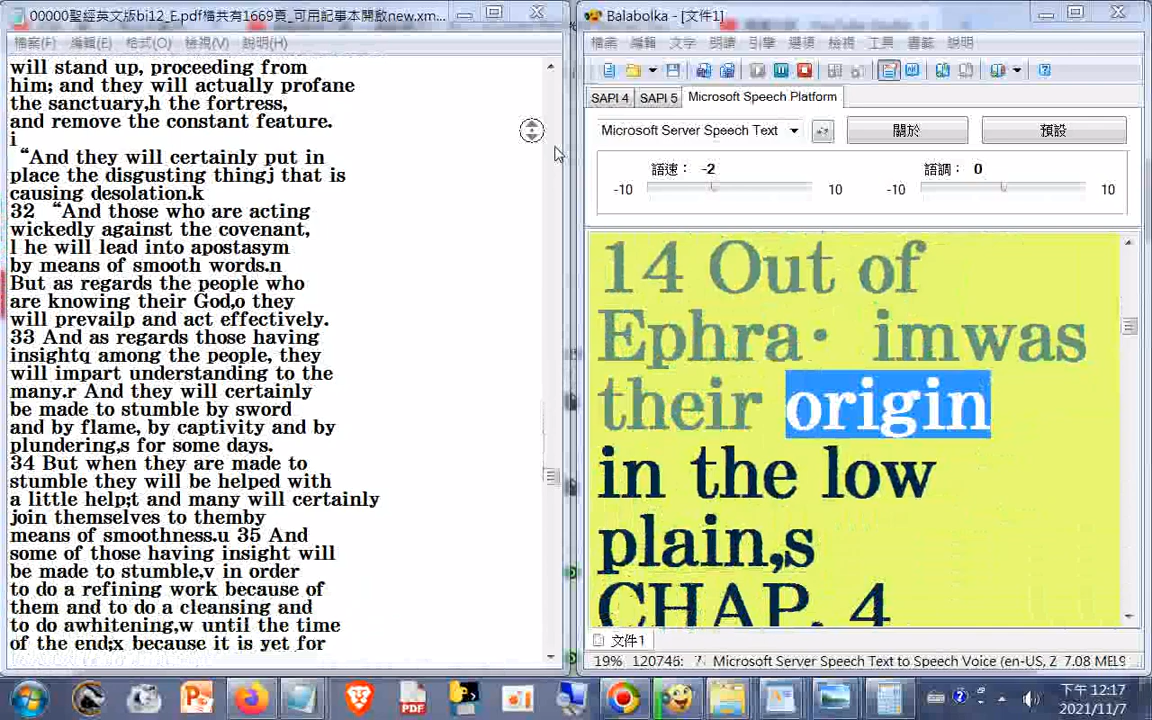 00000聖經英文版bi12_E.pdf檔共有1669頁_可用記事本開啟new.xm...
檔案(F) 編輯(E) 格式(O) 檢視(V) 說明(H)
will stand up, proceeding from
him; and they will actually profane
the sanctuary,h the fortress,
and remove the constant feature.
i
“And they will certainly put in
place the disgusting thingj that is
causing desolation.k
32 “And those who are acting
wickedly against the covenant,
l he will lead into apostasym
by means of smooth words.n
But as regards the people who
are knowing their God,o they
will prevailp and act effectively.
33 And as regards those having
insightq among the people, they
will impart understanding to the
many.r And they will certainly
be made to stumble by sword
and by flame, by captivity and by
plundering,s for some days.
34 But when they are made to
stumble they will be helped with
a little help;t and many will certainly
join themselves to themby
means of smoothness.u 35 And
some of those having insight will
be made to stumble,v in order
to do a refining work because of
them and to do a cleansing and
to do awhitening,w until the time
of the end;x because it is yet for
Balabolka - [文件1]
檔案 編輯 文字 朗讀 引擎 選項 檢視 工具 書籤 說明
SAPI 4 SAPI 5 Microsoft Speech Platform
Microsoft Server Speech Text 關於 預設
語速： -2 語調： 0
-10 10 -10 10
14 Out of
Ephra· imwas
their origin
in the low
plain,s
CHAP. 4
文件1
19% 120746: 7 Microsoft Server Speech Text to Speech Voice (en-US, Z 7.08 MEL9
PDF
下午 12:17
2021/11/7